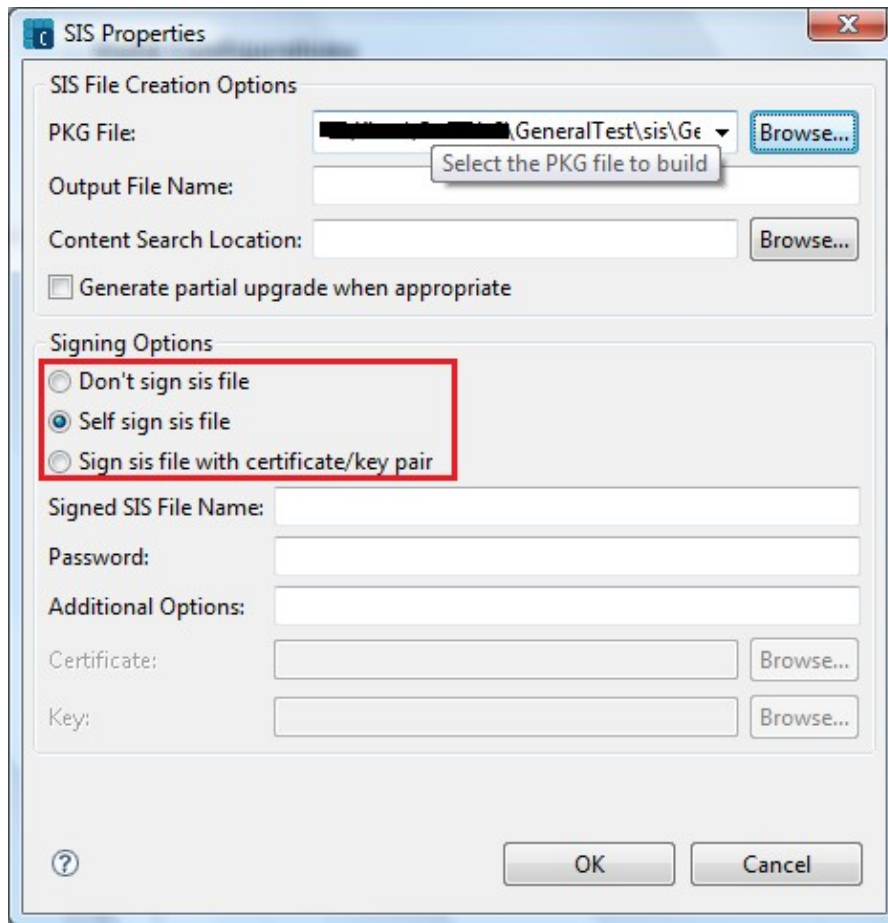 SIS Properties
SIS File Creation Options
PKG File: \GeneralTest\sis\Ge Browse...
Select the PKG file to build
Output File Name:
Content Search Location: Browse...
Generate partial upgrade when appropriate
Signing Options
Don't sign sis file
Self sign sis file
Sign sis file with certificate/key pair
Signed SIS File Name:
Password:
Additional Options:
Certificate: Browse...
Key: Browse...
OK Cancel